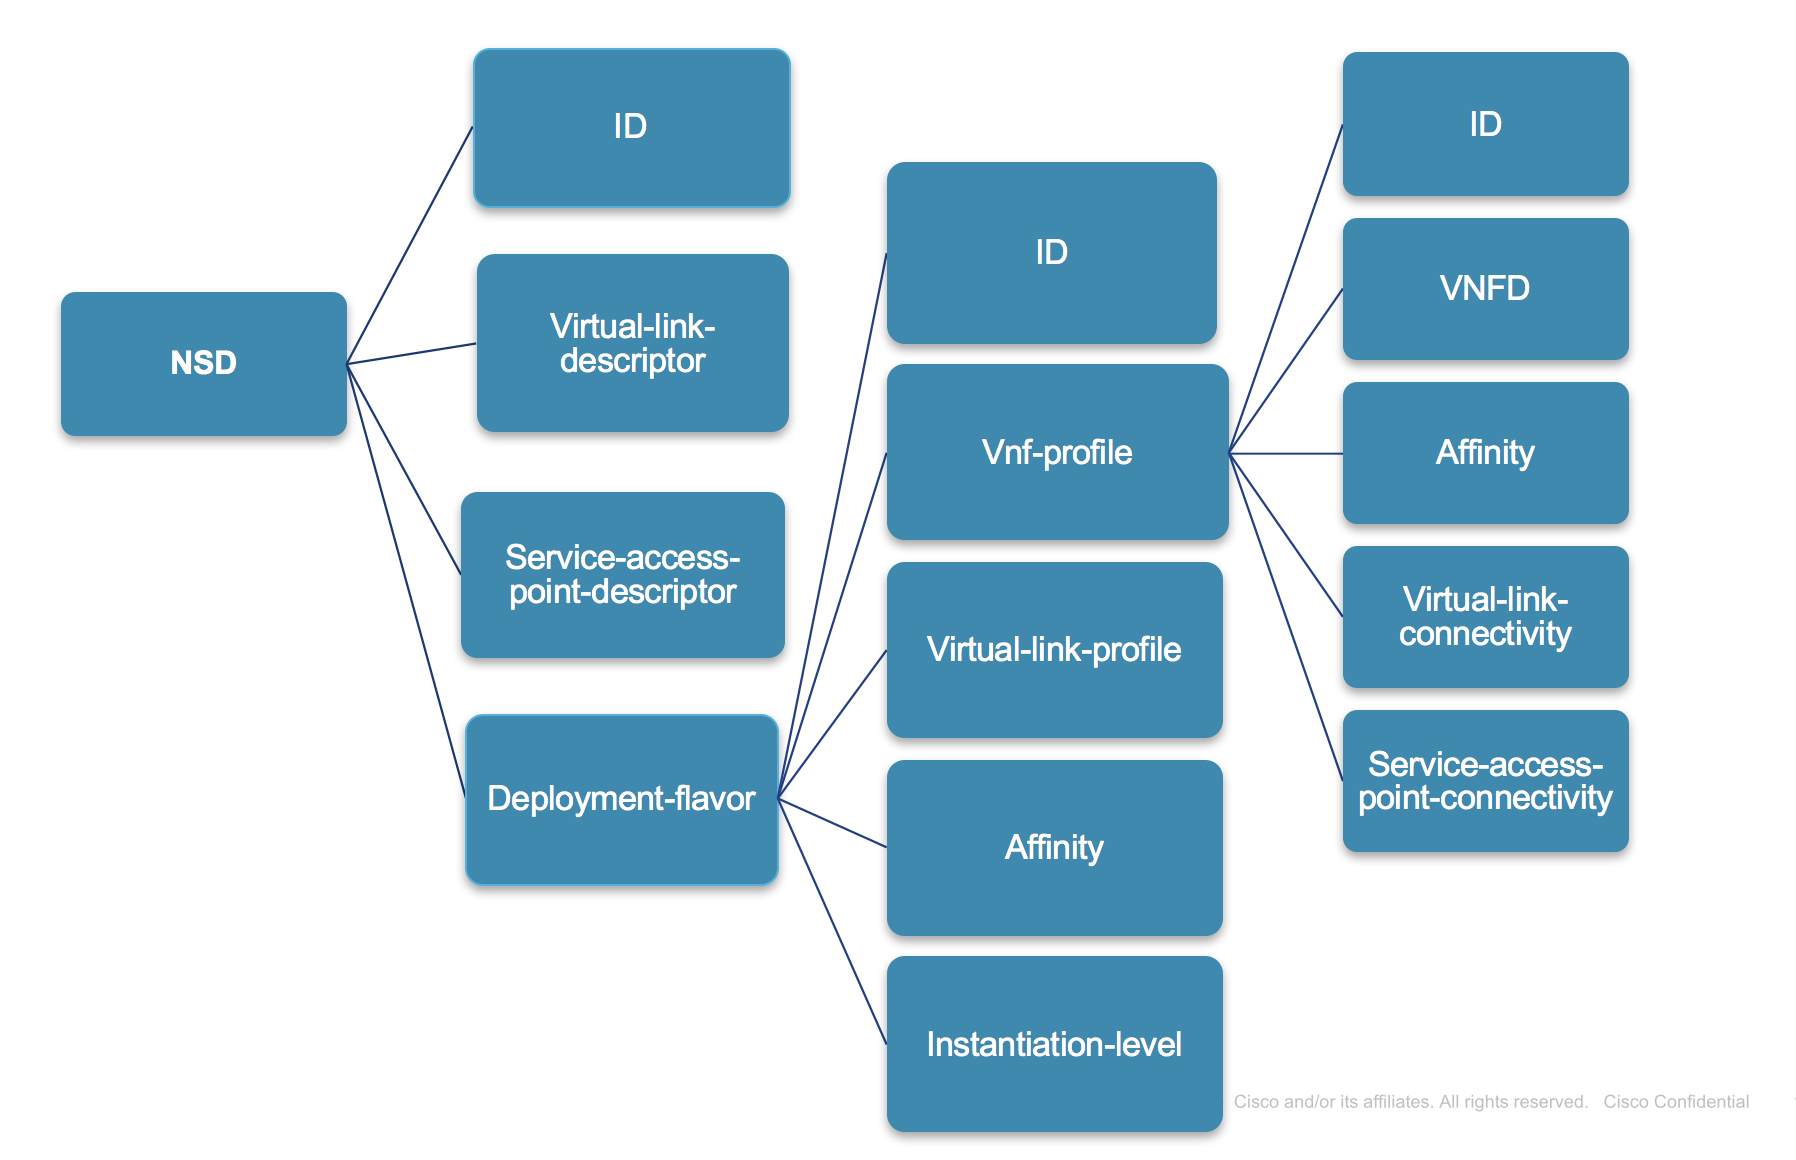 NSD
ID
Virtual-link-
descriptor
Service-access-
point-descriptor
Deployment-flavor
ID
Vnf-profile
Virtual-link-profile
Affinity
Instantiation-level
ID
VNFD
Affinity
Virtual-link-
connectivity
Service-access-
point-connectivity
Cisco and/or its affiliates. All rights reserved. Cisco Confidential